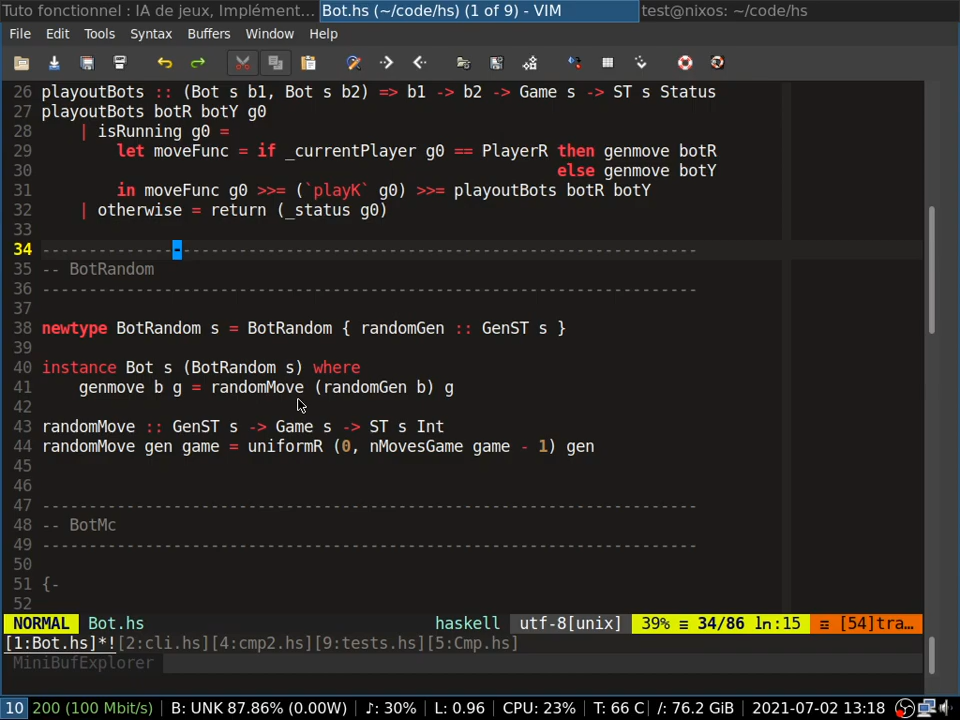 Tuto fonctionnel : IA de jeux, Implément... Bot.hs (~/code/hs) (1 of 9) - VIM test@nixos: ~/code/hs
File Edit Tools Syntax Buffers Window Help
26 playoutBots :: (Bot s b1, Bot s b2) => b1 -> b2 -> Game s -> ST s Status
27 playoutBots botR botY g0
28     | isRunning g0 =
29         let moveFunc = if _currentPlayer g0 == PlayerR then genmove botR
30                                                        else genmove botY
31         in moveFunc g0 >>= (`playK` g0) >>= playoutBots botR botY
32     | otherwise = return (_status g0)
33
34 ----------------------------------------------------------------------
35 -- BotRandom
36 ----------------------------------------------------------------------
37
38 newtype BotRandom s = BotRandom { randomGen :: GenST s }
39
40 instance Bot s (BotRandom s) where
41     genmove b g = randomMove (randomGen b) g
42
43 randomMove :: GenST s -> Game s -> ST s Int
44 randomMove gen game = uniformR (0, nMovesGame game - 1) gen
45
46
47 ----------------------------------------------------------------------
48 -- BotMc
49 ----------------------------------------------------------------------
50
51 {-
52
NORMAL Bot.hs haskell utf-8[unix] 39% ≡ 34/86 ln:15 ≡ [54]tra…
[1:Bot.hs]*![2:cli.hs][4:cmp2.hs][9:tests.hs][5:Cmp.hs]
MiniBufExplorer
10 200 (100 Mbit/s) | B: UNK 87.86% (0.00W) | ♪: 30% | L: 0.96 | CPU: 23% | T: 66 C | /: 76.2 GiB | 2021-07-02 13:18